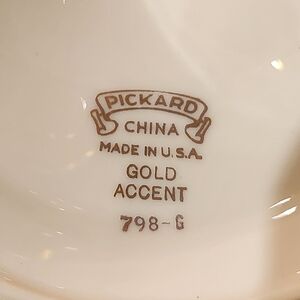 PICKARD
CHINA
MADE IN U.S.A.
GOLD
ACCENT
798-G